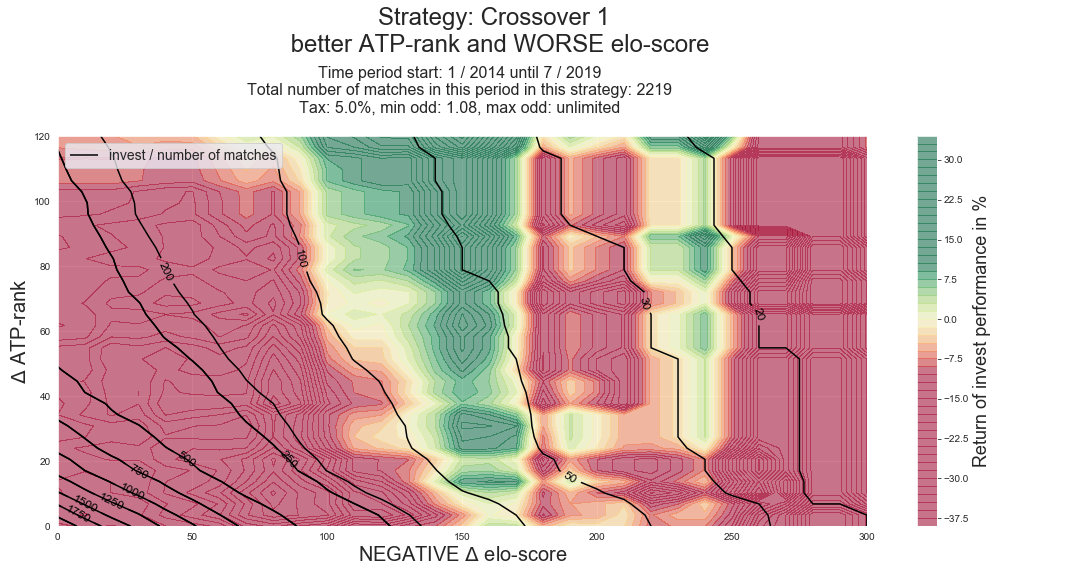 Strategy: Crossover 1
better ATP-rank and WORSE elo-score
Time period start: 1 / 2014 until 7 / 2019
Total number of matches in this period in this strategy: 2219
Tax: 5.0%, min odd: 1.08, max odd: unlimited
invest / number of matches
Δ ATP-rank
120
100
80
60
40
20
0
0 50 100 150 200 250 300
NEGATIVE Δ elo-score
200
100
30
20
50
250
500
750
1000
1250
1500
1750
30.0
22.5
15.0
7.5
0.0
−7.5
−15.0
−22.5
−30.0
−37.5
Return of invest performance in %